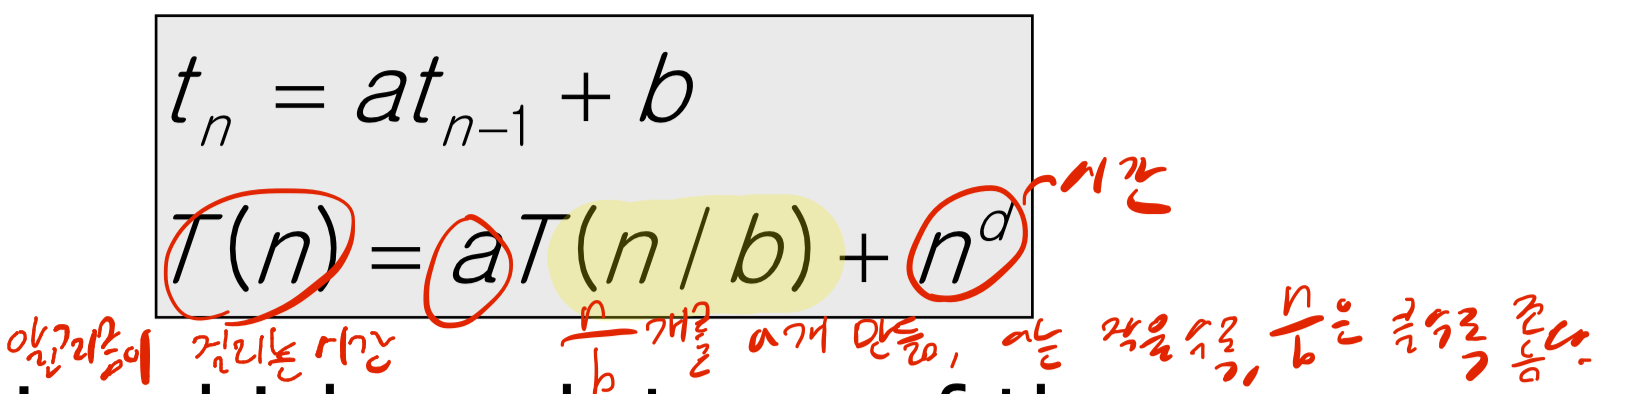 tₙ = atₙ₋₁ + b
시간
T(n) = aT(n/b) + nᵈ
알고리즘이 걸리는 시간
n/b 개를 a개 만듦, a는 작을수록, n/b은 클수록 좋다.